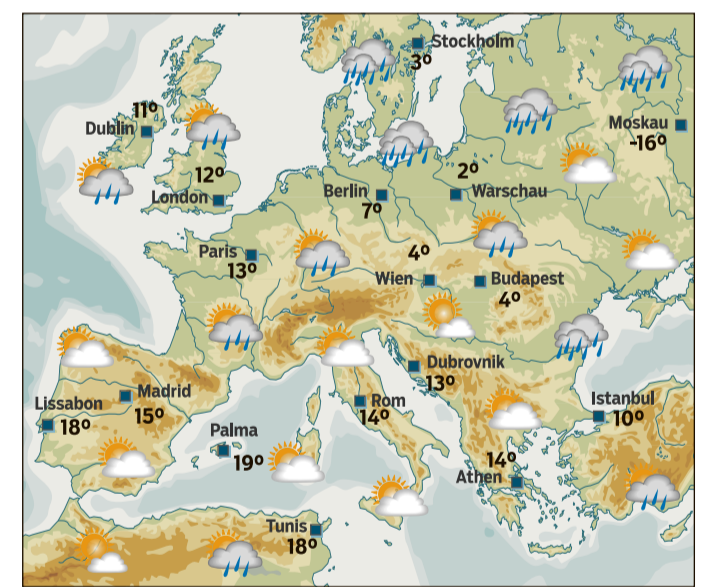 Stockholm
3°
11°
Dublin
Moskau
-16°
12°
London
Berlin
7°
2°
Warschau
Paris
13°
4°
Wien
Budapest
4°
Dubrovnik
13°
Madrid
15°
Lissabon
18°
Rom
14°
Istanbul
10°
Palma
19°
14°
Athen
Tunis
18°